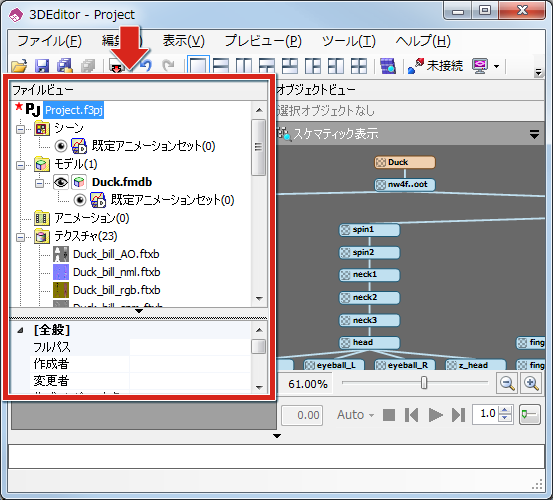 3DEditor - Project
ファイル(F) 編集 表示(V) プレビュー(P) ツール(T) ヘルプ(H)
未接続
ファイルビュー
Project.f3pj
シーン
既定アニメーションセット(0)
モデル(1)
Duck.fmdb
既定アニメーションセット(0)
アニメーション(0)
テクスチャ(23)
Duck_bill_AO.ftxb
Duck_bill_nml.ftxb
Duck_bill_rgb.ftxb
[全般]
フルパス
作成者
変更者
オブジェクトビュー
選択オブジェクトなし
スケマティック表示
Duck
nw4f..oot
spin1
spin2
neck1
neck2
neck3
head
fing
eyeball_L eyeball_R z_head fing
61.00%
0.00 Auto 1.0